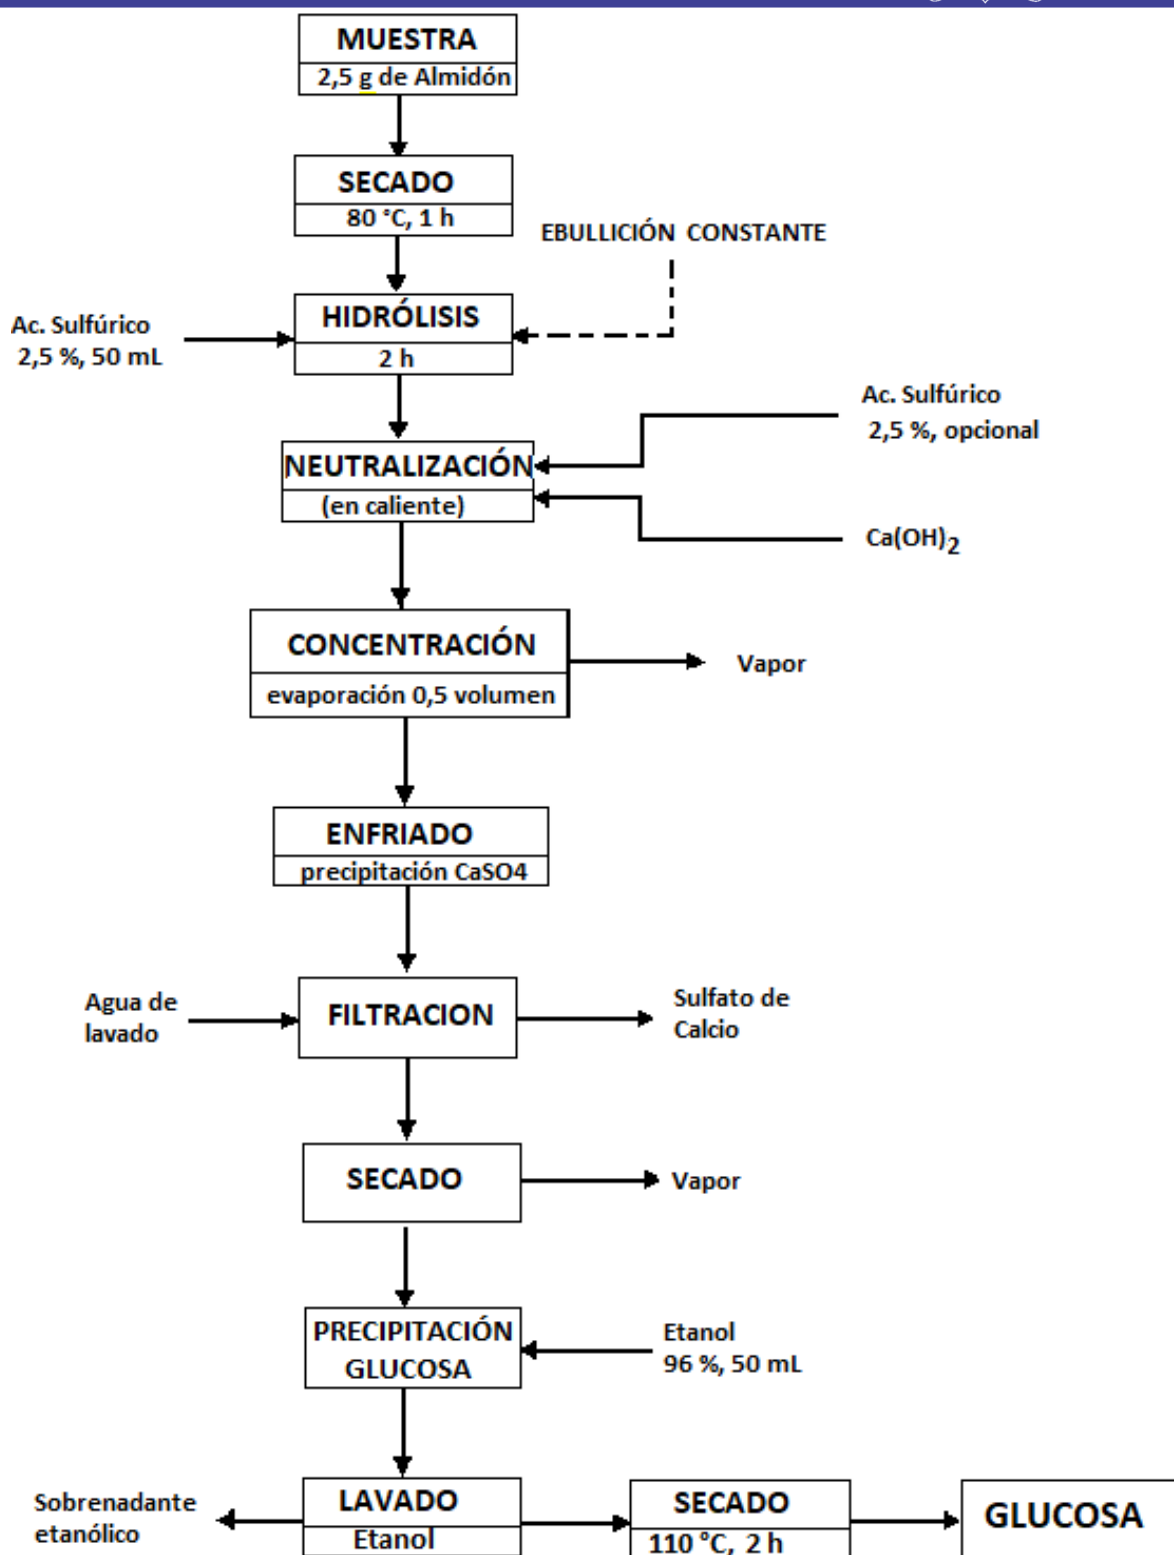 MUESTRA
2,5 g de Almidón
SECADO
80 °C, 1 h
EBULLICIÓN CONSTANTE
Ac. Sulfúrico
2,5 %, 50 mL
HIDRÓLISIS
2 h
Ac. Sulfúrico
2,5 %, opcional
NEUTRALIZACIÓN
(en caliente)
Ca(OH)2
CONCENTRACIÓN
evaporación 0,5 volumen
Vapor
ENFRIADO
precipitación CaSO4
Agua de
lavado
FILTRACION
Sulfato de
Calcio
SECADO
Vapor
PRECIPITACIÓN
GLUCOSA
Etanol
96 %, 50 mL
Sobrenadante
etanólico
LAVADO
Etanol
SECADO
110 °C, 2 h
GLUCOSA